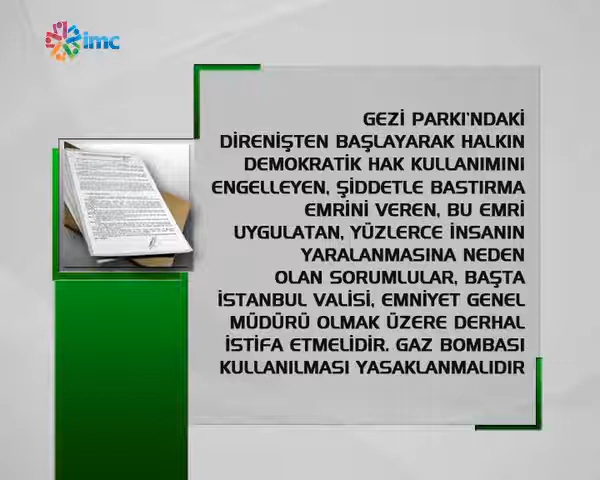 imc
GEZİ PARKI'NDAKİ
DİRENİŞTEN BAŞLAYARAK HALKIN
DEMOKRATİK HAK KULLANIMINI
ENGELLEYEN, ŞİDDETLE BASTIRMA
EMRİNİ VEREN, BU EMRİ
UYGULATAN, YÜZLERCE İNSANIN
YARALANMASINA NEDEN
OLAN SORUMLULAR, BAŞTA
İSTANBUL VALİSİ, EMNİYET GENEL
MÜDÜRÜ OLMAK ÜZERE DERHAL
İSTİFA ETMELİDİR. GAZ BOMBASI
KULLANILMASI YASAKLANMALIDIR